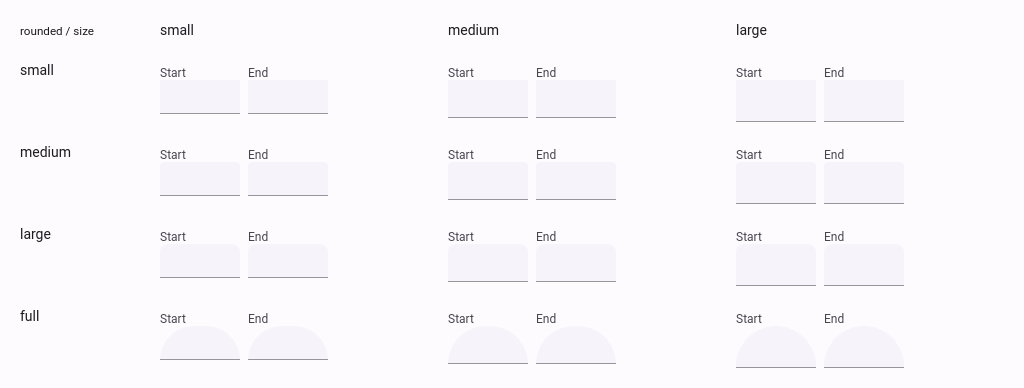 rounded / size small medium large
small Start End Start End Start End
medium Start End Start End Start End
large Start End Start End Start End
full Start End Start End Start End